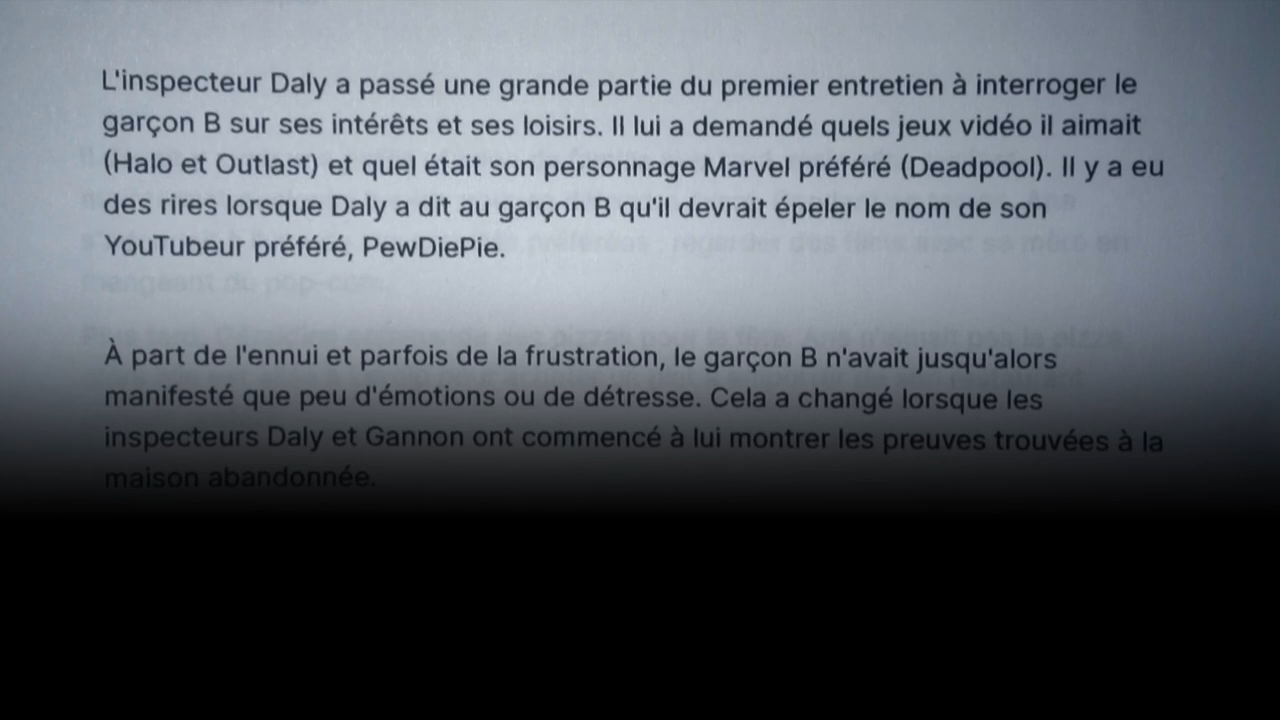 L'inspecteur Daly a passé une grande partie du premier entretien à interroger le
garçon B sur ses intérêts et ses loisirs. Il lui a demandé quels jeux vidéo il aimait
(Halo et Outlast) et quel était son personnage Marvel préféré (Deadpool). Il y a eu
des rires lorsque Daly a dit au garçon B qu'il devrait épeler le nom de son
YouTubeur préféré, PewDiePie.
À part de l'ennui et parfois de la frustration, le garçon B n'avait jusqu'alors
manifesté que peu d'émotions ou de détresse. Cela a changé lorsque les
inspecteurs Daly et Gannon ont commencé à lui montrer les preuves trouvées à la
maison abandonnée.